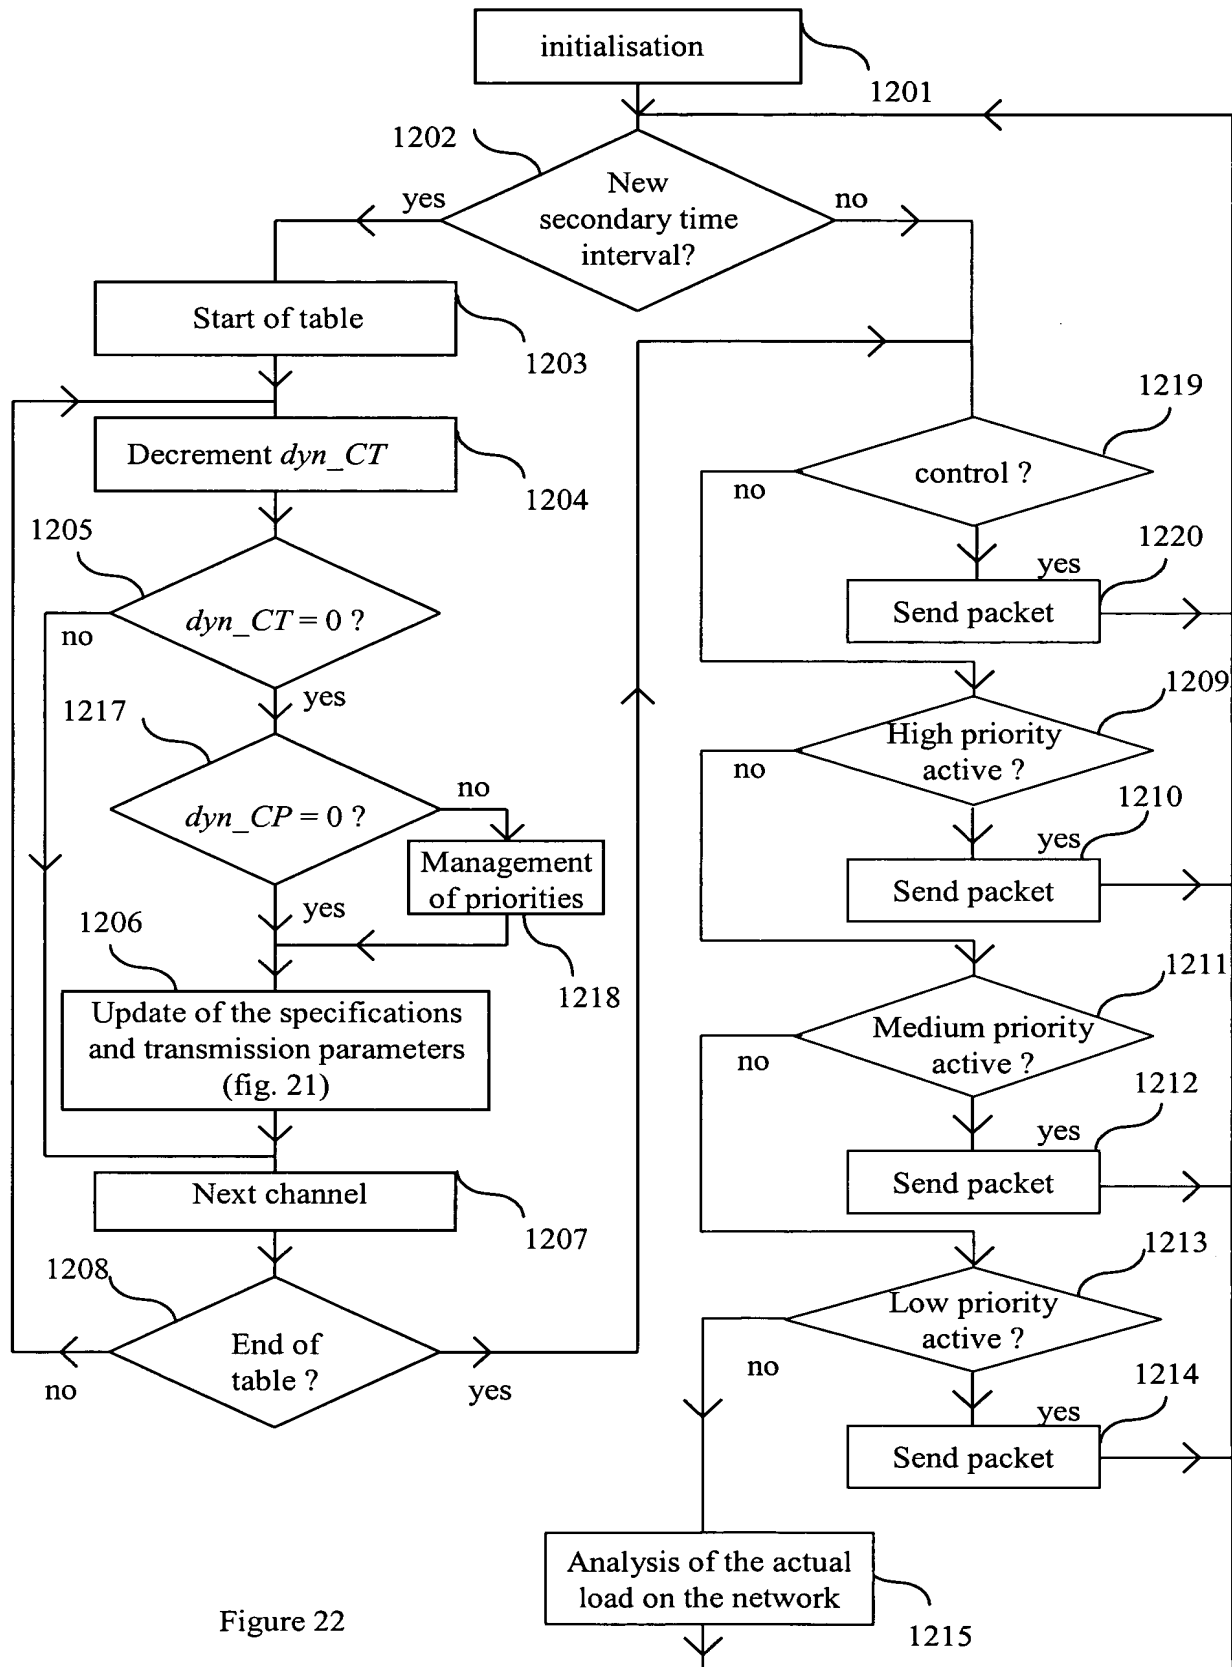 initialisation
1201
1202
New
secondary time
interval?
yes
no
Start of table
1203
Decrement dyn_CT
1204
1205
dyn_CT = 0 ?
no
yes
1217
dyn_CP = 0 ?
no
yes
Management
of priorities
1218
1206
Update of the specifications
and transmission parameters
(fig. 21)
Next channel
1207
1208
End of
table ?
no
yes
1219
control ?
no
yes
1220
Send packet
1209
High priority
active ?
no
yes
1210
Send packet
1211
Medium priority
active ?
no
yes
1212
Send packet
1213
Low priority
active ?
no
yes
1214
Send packet
Analysis of the actual
load on the network
1215
Figure 22